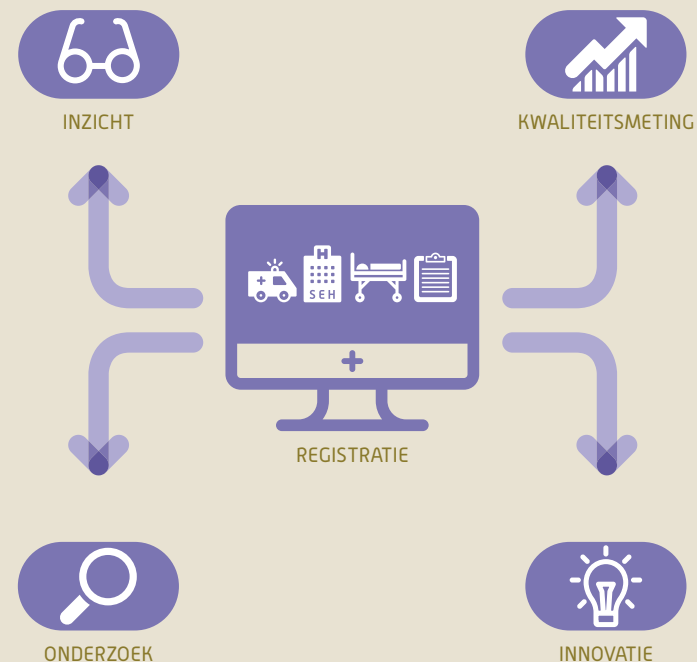 INZICHT
KWALITEITSMETING
H
SEH
REGISTRATIE
ONDERZOEK
INNOVATIE